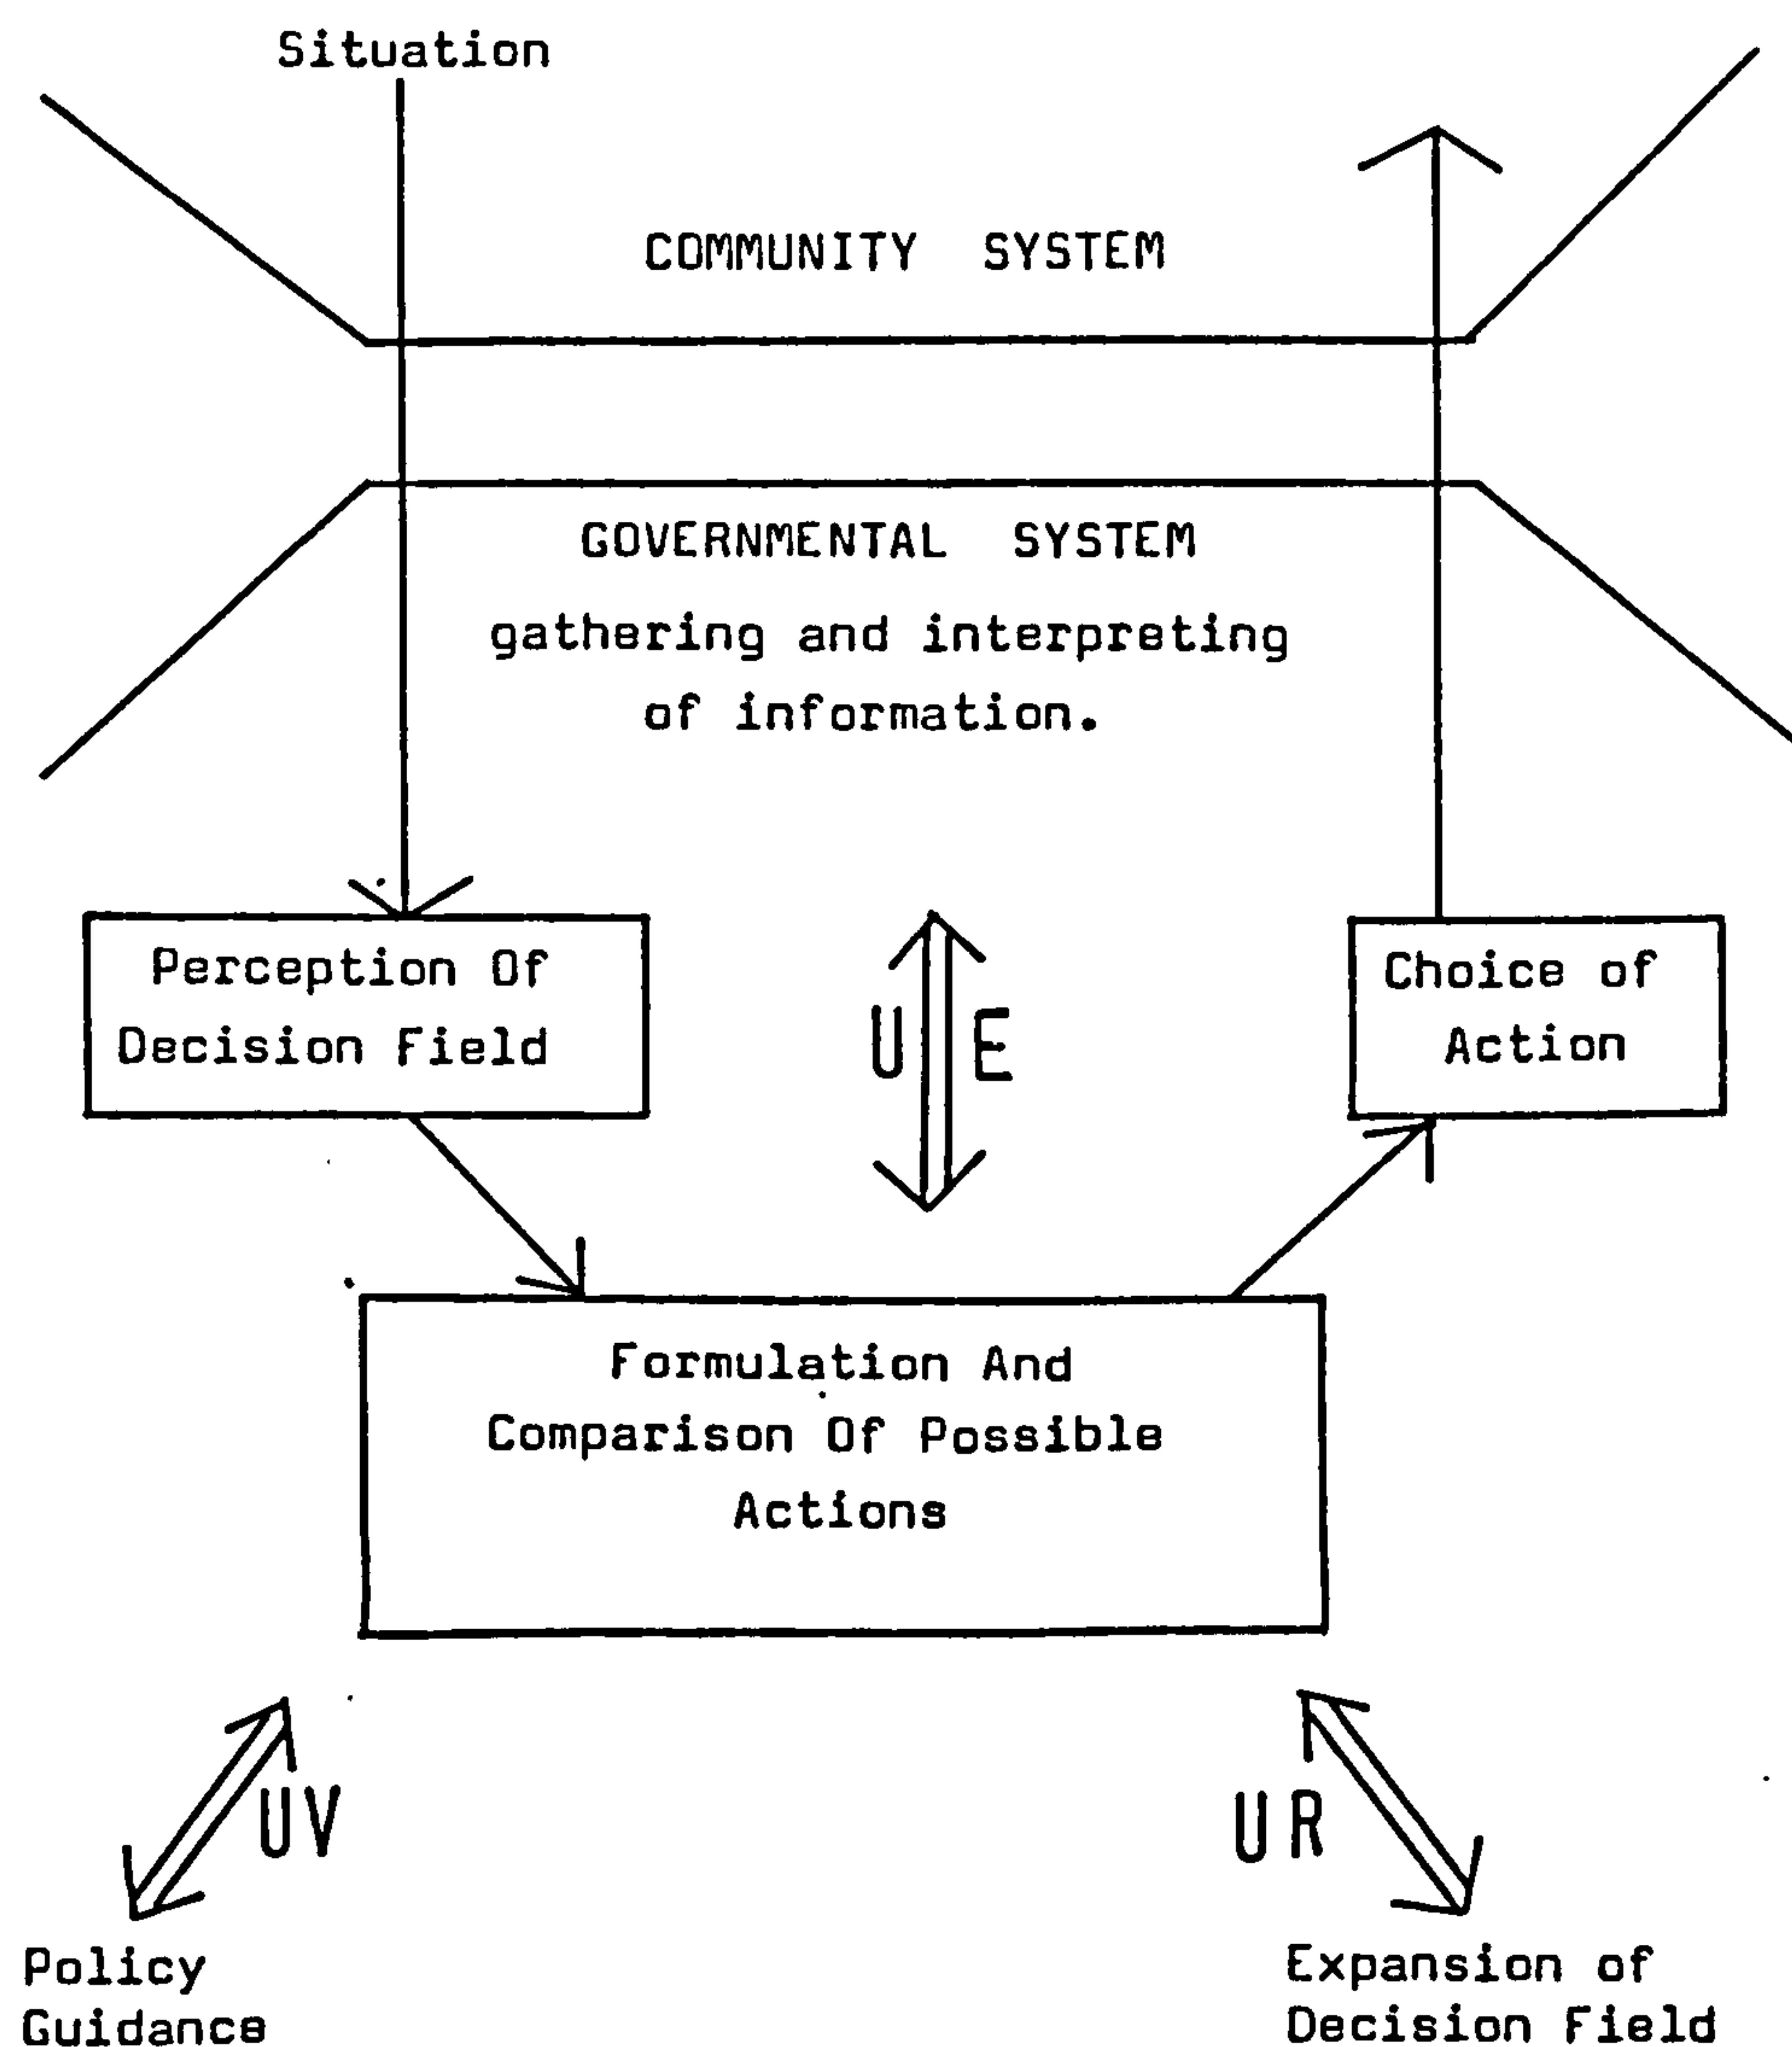 Situation
COMMUNITY SYSTEM
GOVERNMENTAL SYSTEM
gathering and interpreting
of information.
Perception Of
Decision Field
U E
Choice of
Action
Formulation And
Comparison Of Possible
Actions
UV
UR
Policy
Guidance
Expansion of
Decision Field